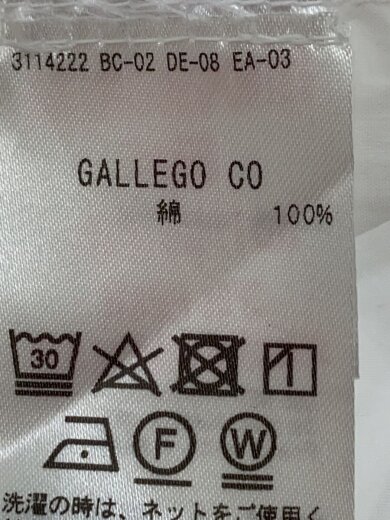 3114222 BC-02 DE-08 EA-03
GALLEGO CO
綿 100%
30
F W
洗濯の時は、ネットをご使用く